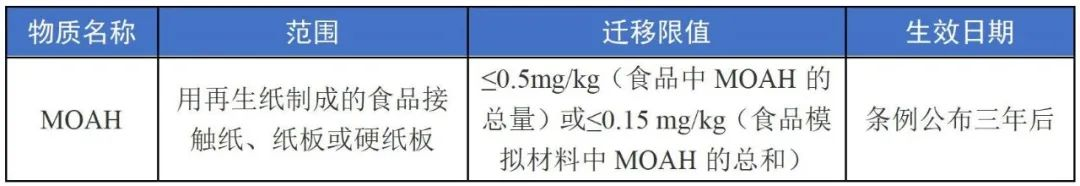 物质名称 范围 迁移限值 生效日期
MOAH
用再生纸制成的食品接
触纸、纸板或硬纸板
≤0.5mg/kg（食品中 MOAH 的
总量）或≤0.15 mg/kg（食品模
拟材料中 MOAH 的总和）
条例公布三年后